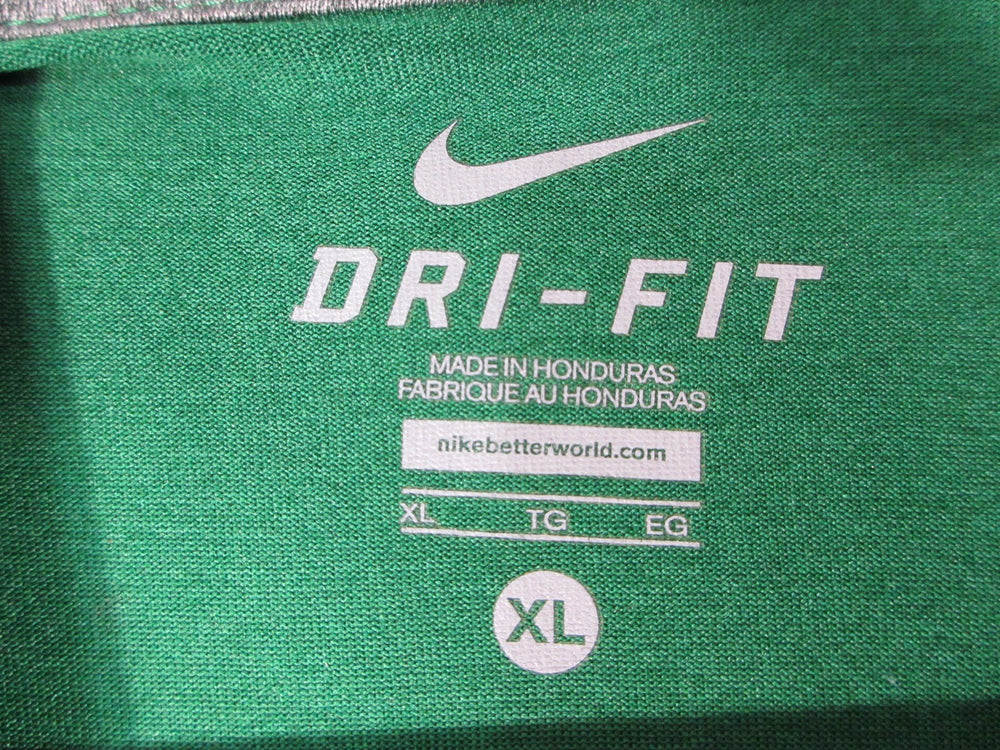 DRI-FIT
MADE IN HONDURAS
FABRIQUE AU HONDURAS
nikebetterworld.com
XL TG EG
XL